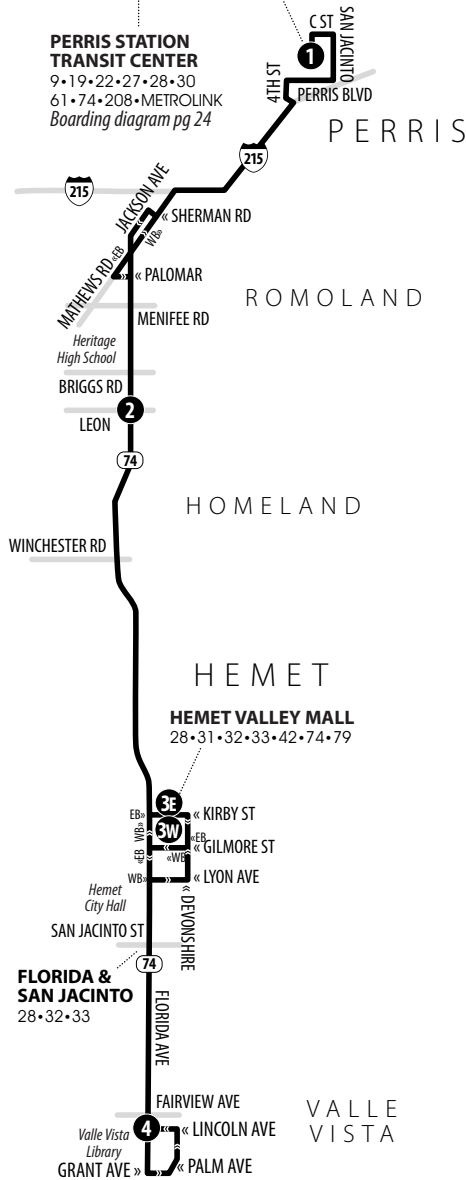 PERRIS STATION
TRANSIT CENTER
9•19•22•27•28•30
61•74•208•METROLINK
Boarding diagram pg 24
C ST
SAN JACINTO
1
4TH ST
PERRIS BLVD
PERRIS
215
215
JACKSON AVE
« SHERMAN RD
«EB
WB»
MATHEWS RD
« PALOMAR
ROMOLAND
MENIFEE RD
Heritage
High School
BRIGGS RD
2
LEON
74
HOMELAND
WINCHESTER RD
HEMET
HEMET VALLEY MALL
28•31•32•33•42•74•79
3E
EB»
« KIRBY ST
WB»
3W
«EB
« GILMORE ST
«EB
«WB
WB»
« LYON AVE
Hemet
City Hall
« DEVONSHIRE
SAN JACINTO ST
74
FLORIDA &
SAN JACINTO
28•32•33
FLORIDA AVE
FAIRVIEW AVE
VALLE
VISTA
4
« LINCOLN AVE
Valle Vista
Library
« PALM AVE
GRANT AVE »